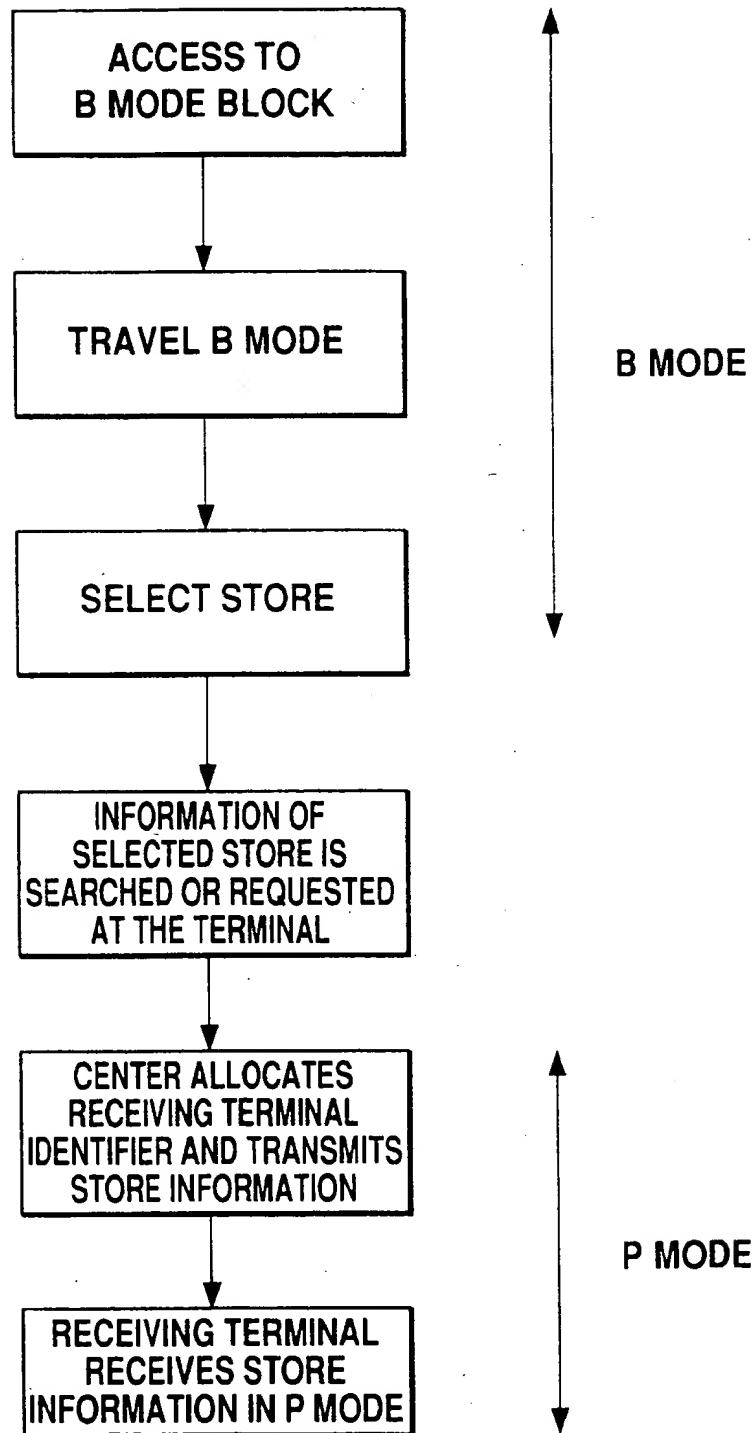 ACCESS TO
B MODE BLOCK
TRAVEL B MODE
B MODE
SELECT STORE
INFORMATION OF
SELECTED STORE IS
SEARCHED OR REQUESTED
AT THE TERMINAL
CENTER ALLOCATES
RECEIVING TERMINAL
IDENTIFIER AND TRANSMITS
STORE INFORMATION
P MODE
RECEIVING TERMINAL
RECEIVES STORE
INFORMATION IN P MODE